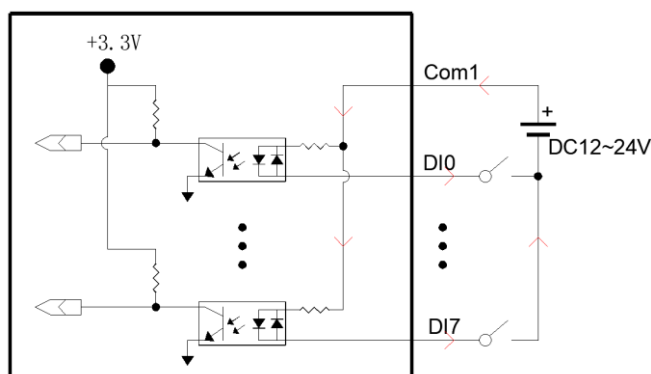 +3.3V
Com1
+
DC12~24V
DI0
DI7